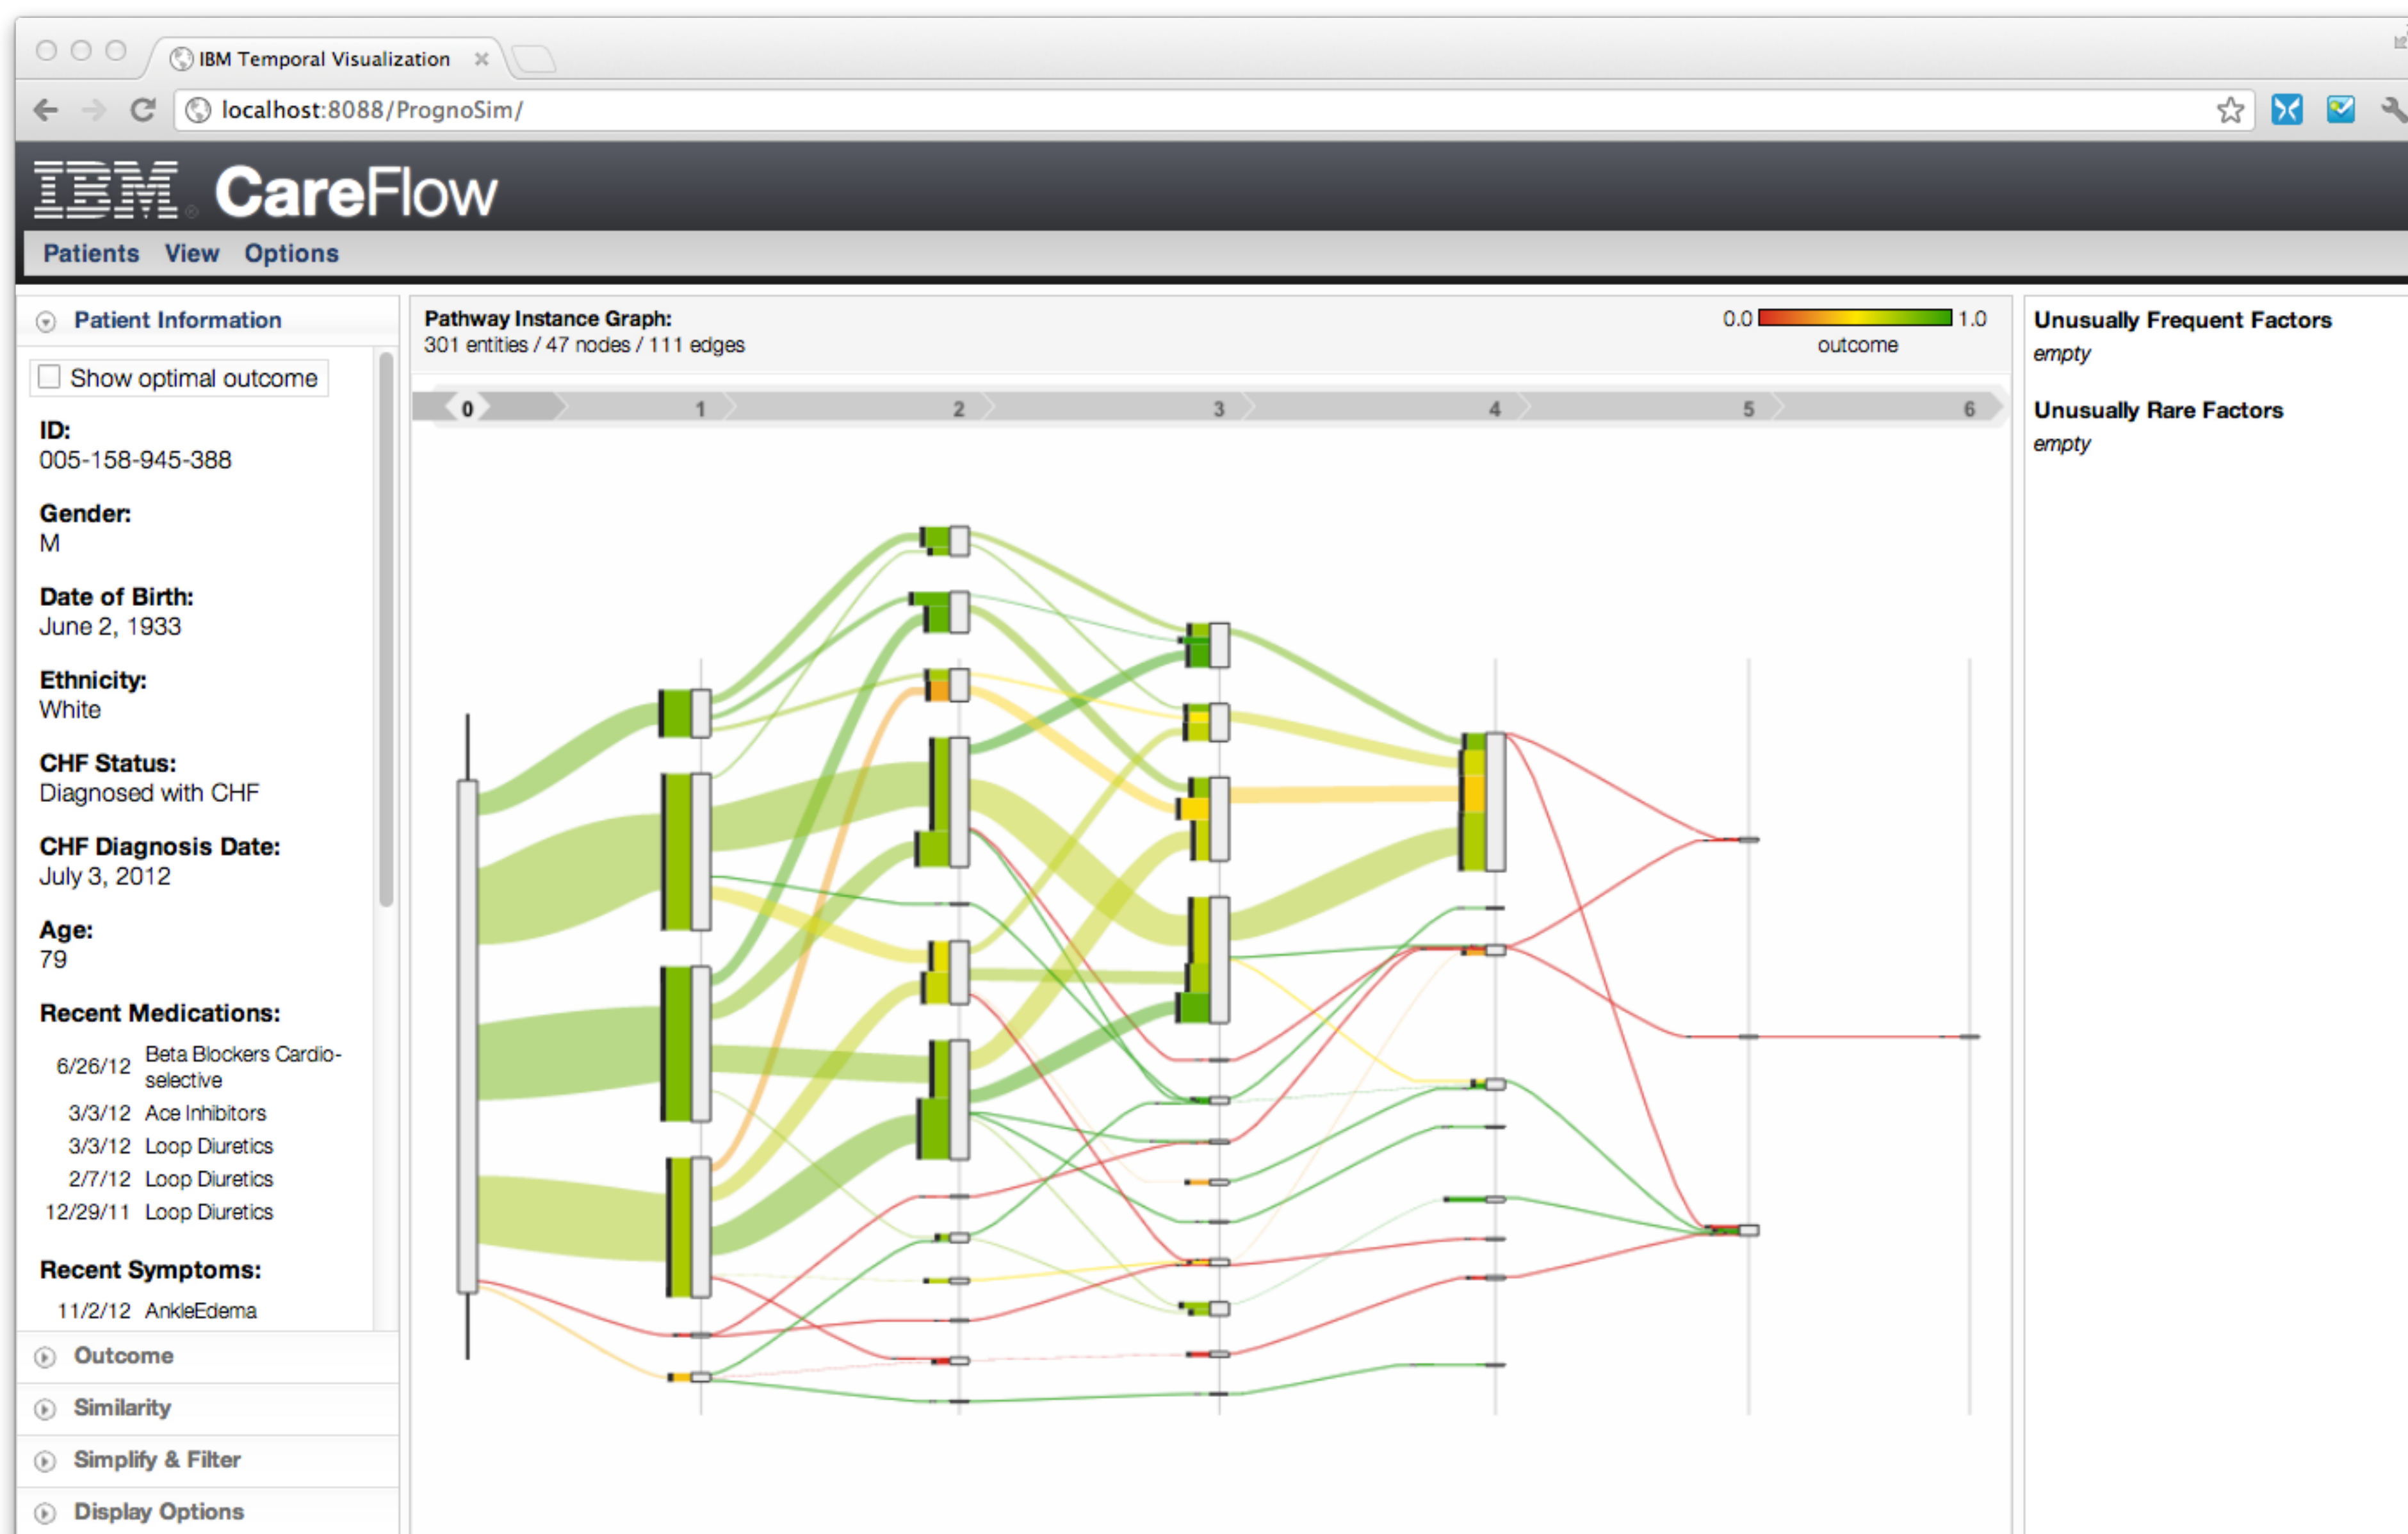 IBM Temporal Visualization
localhost:8088/PrognoSim/
IBM® CareFlow
Patients View Options
Patient Information
Show optimal outcome
ID:
005-158-945-388
Gender:
M
Date of Birth:
June 2, 1933
Ethnicity:
White
CHF Status:
Diagnosed with CHF
CHF Diagnosis Date:
July 3, 2012
Age:
79
Recent Medications:
6/26/12 Beta Blockers Cardio-
selective
3/3/12 Ace Inhibitors
3/3/12 Loop Diuretics
2/7/12 Loop Diuretics
12/29/11 Loop Diuretics
Recent Symptoms:
11/2/12 AnkleEdema
Outcome
Similarity
Simplify & Filter
Display Options
Pathway Instance Graph:
301 entities / 47 nodes / 111 edges
0.0 1.0
outcome
0 1 2 3 4 5 6
Unusually Frequent Factors
empty
Unusually Rare Factors
empty